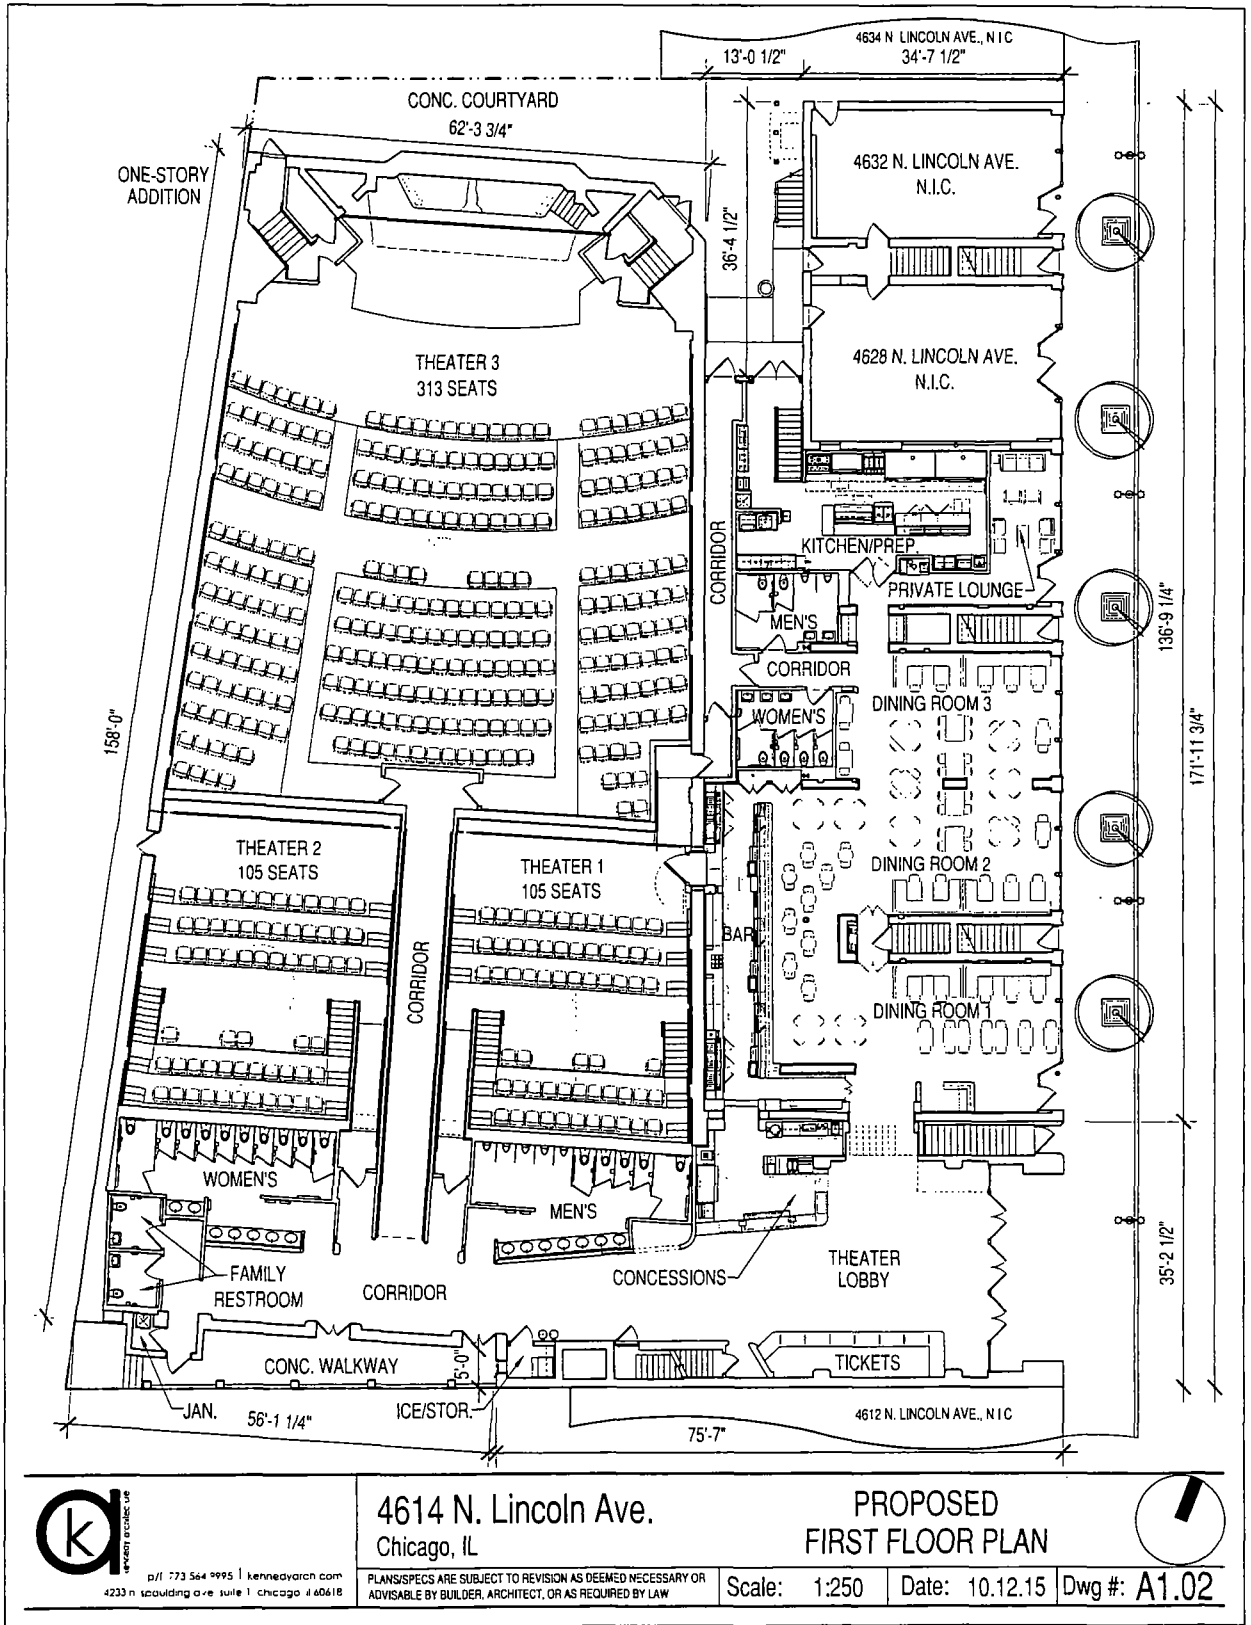 4634 N. LINCOLN AVE., N I C
13'-0 1/2"
34'-7 1/2"
CONC. COURTYARD
62'-3 3/4"
ONE-STORY
ADDITION
4632 N. LINCOLN AVE.
N.I.C.
36'-4 1/2"
THEATER 3
313 SEATS
4628 N. LINCOLN AVE.
N.I.C.
CORRIDOR
KITCHEN/PREP.
PRIVATE LOUNGE
MEN'S
136'-9 1/4"
CORRIDOR
158'-0"
WOMEN'S
DINING ROOM 3
171'-11 3/4"
THEATER 2
105 SEATS
THEATER 1
105 SEATS
DINING ROOM 2
BAR
CORRIDOR
DINING ROOM 1
WOMEN'S
MEN'S
35'-2 1/2"
FAMILY
RESTROOM
CORRIDOR
CONCESSIONS
THEATER
LOBBY
CONC. WALKWAY
5'-0"
TICKETS
JAN.
56'-1 1/4"
ICE/STOR.
75'-7"
4612 N. LINCOLN AVE., N I C
ak
kennedy architecture
p/f 773 564 9995 | kennedyarch.com
4233 n spaulding ave suite 1 chicago il 60618
4614 N. Lincoln Ave.
Chicago, IL
PROPOSED
FIRST FLOOR PLAN
PLANS/SPECS ARE SUBJECT TO REVISION AS DEEMED NECESSARY OR
ADVISABLE BY BUILDER, ARCHITECT, OR AS REQUIRED BY LAW
Scale: 1:250
Date: 10.12.15
Dwg #: A1.02